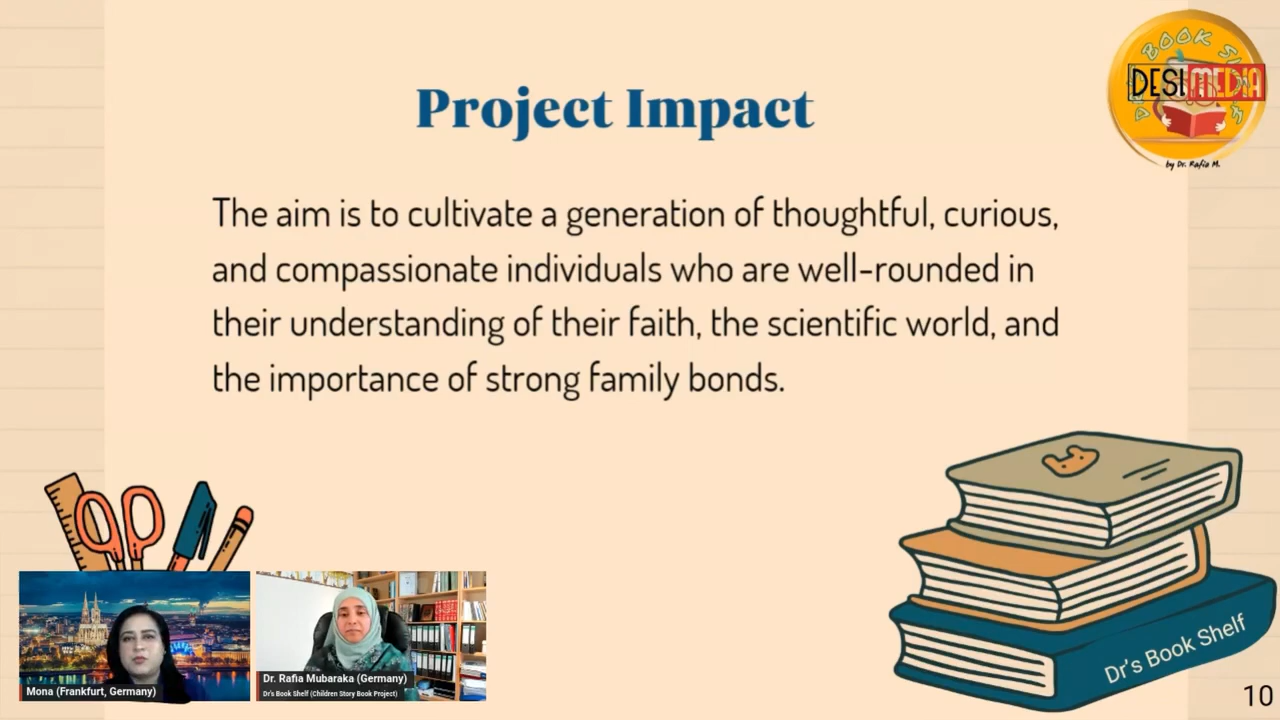 DESI MEDIA
by Dr. Rafia M.
Project Impact
The aim is to cultivate a generation of thoughtful, curious,
and compassionate individuals who are well-rounded in
their understanding of their faith, the scientific world, and
the importance of strong family bonds.
Dr's Book Shelf
Mona (Frankfurt, Germany)
Dr. Rafia Mubaraka (Germany)
Dr's Book Shelf (Children Story Book Project)
10